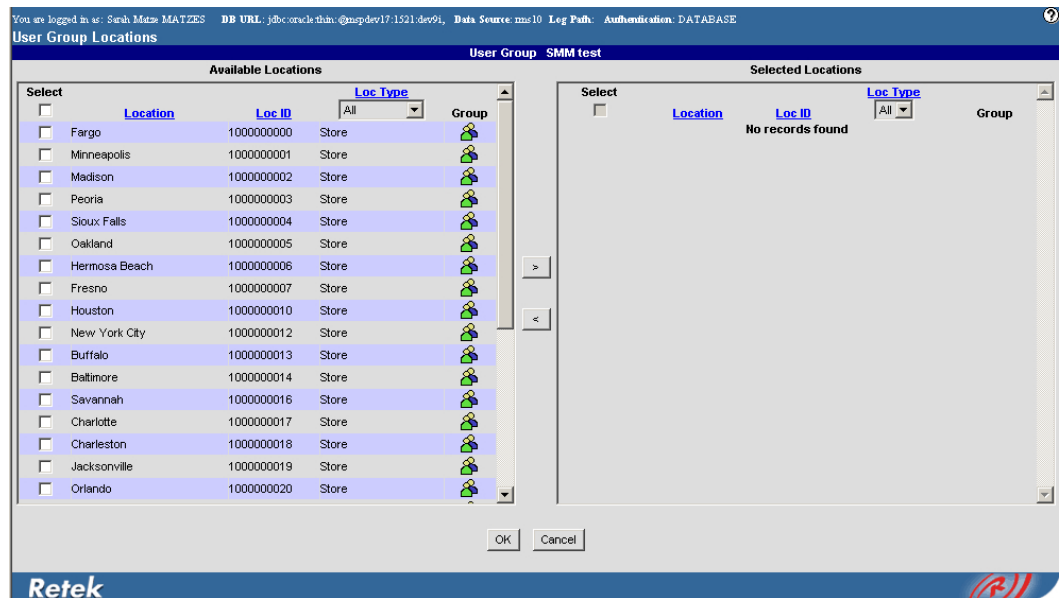 You are logged in as: Sarah Matze MATZES DB URL: jdbc:oracle:thin:@mspdev17:1521:dev9i, Data Source: nns10 Log Path: Authentication: DATABASE
User Group Locations
User Group SMM test
Available Locations
Select Location Loc ID Loc Type All Group
Fargo 1000000000 Store
Minneapolis 1000000001 Store
Madison 1000000002 Store
Peoria 1000000003 Store
Sioux Falls 1000000004 Store
Oakland 1000000005 Store
Hermosa Beach 1000000006 Store
Fresno 1000000007 Store
Houston 1000000010 Store
New York City 1000000012 Store
Buffalo 1000000013 Store
Baltimore 1000000014 Store
Savannah 1000000016 Store
Charlotte 1000000017 Store
Charleston 1000000018 Store
Jacksonville 1000000019 Store
Orlando 1000000020 Store
>
<
Selected Locations
Select Location Loc ID Loc Type All Group
No records found
OK Cancel
Retek